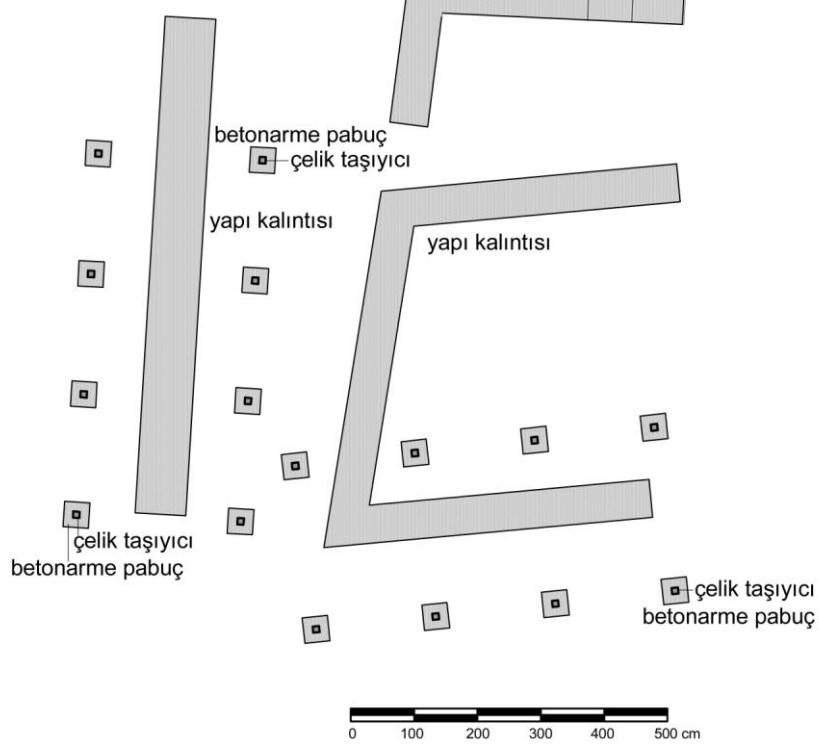 betonarme pabuç
çelik taşıyıcı
yapı kalıntısı
yapı kalıntısı
çelik taşıyıcı
betonarme pabuç
çelik taşıyıcı
betonarme pabuç
0 100 200 300 400 500 cm